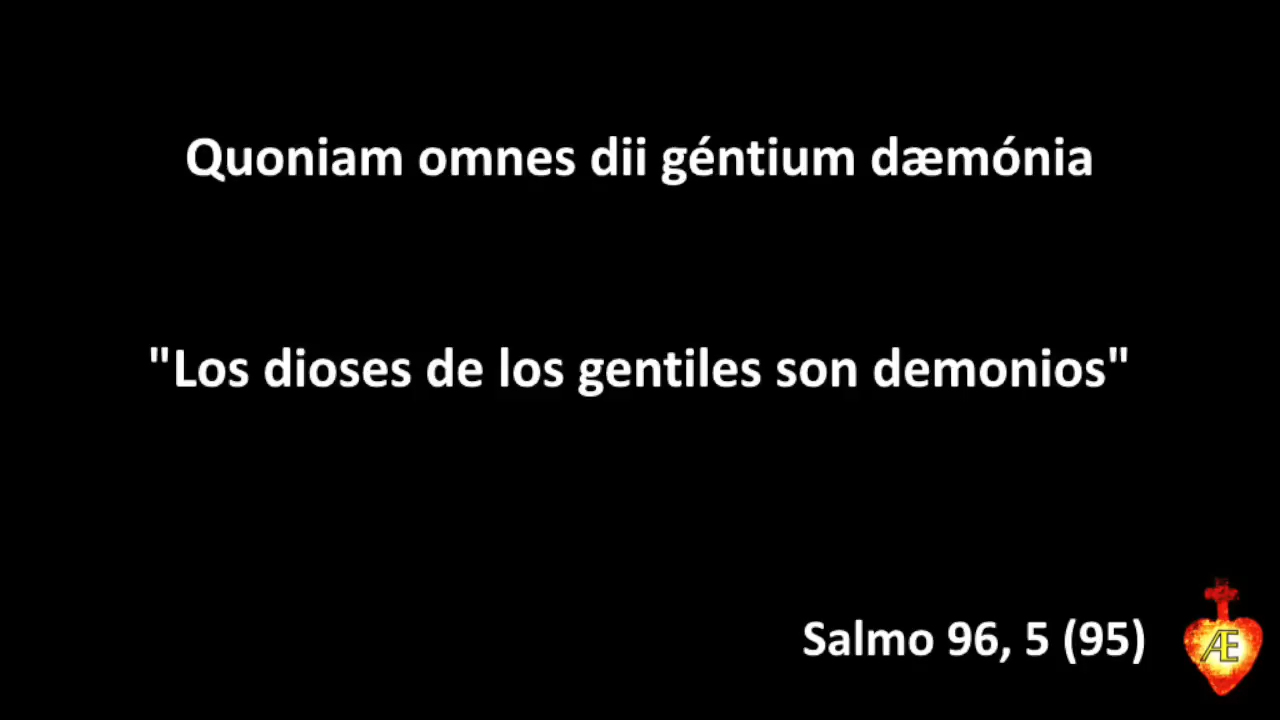 Quoniam omnes dii géntium dæmónia
"Los dioses de los gentiles son demonios"
Salmo 96, 5 (95)
Æ